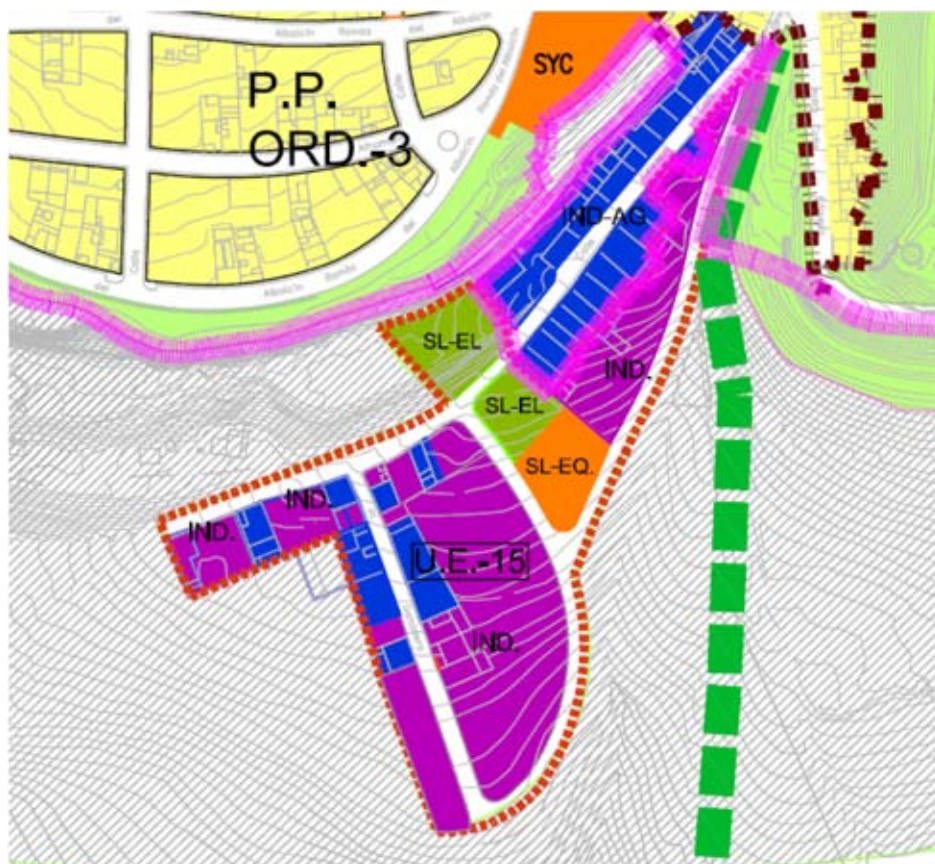 SYC
P.P.
ORD.-3
IND-AG
SL-EL
IND.
SL-EL
SL-EQ.
IND.
IND.
U.E.-15
IND.